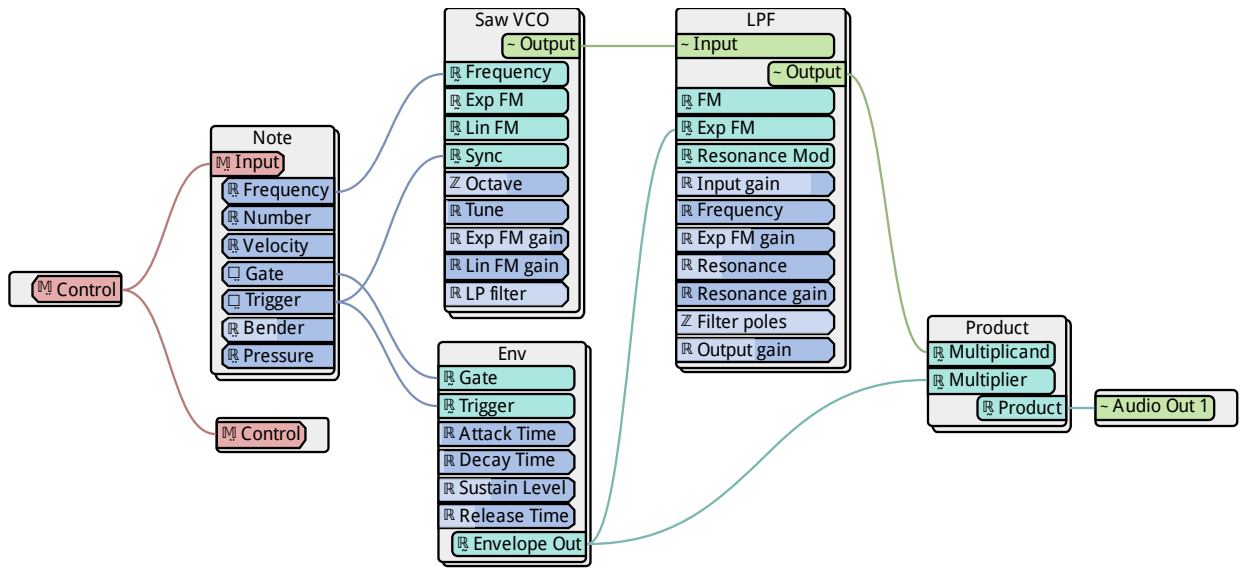 Control
Note
𝕄 Input
ℝ Frequency
ℝ Number
ℝ Velocity
□ Gate
□ Trigger
ℝ Bender
ℝ Pressure
𝕄 Control
Saw VCO
~ Output
ℝ Frequency
ℝ Exp FM
ℝ Lin FM
ℝ Sync
ℤ Octave
ℝ Tune
ℝ Exp FM gain
ℝ Lin FM gain
ℝ LP filter
Env
ℝ Gate
ℝ Trigger
ℝ Attack Time
ℝ Decay Time
ℝ Sustain Level
ℝ Release Time
ℝ Envelope Out
LPF
~ Input
~ Output
ℝ FM
ℝ Exp FM
ℝ Resonance Mod
ℝ Input gain
ℝ Frequency
ℝ Exp FM gain
ℝ Resonance
ℝ Resonance gain
ℤ Filter poles
ℝ Output gain
Product
ℝ Multiplicand
ℝ Multiplier
ℝ Product
~ Audio Out 1